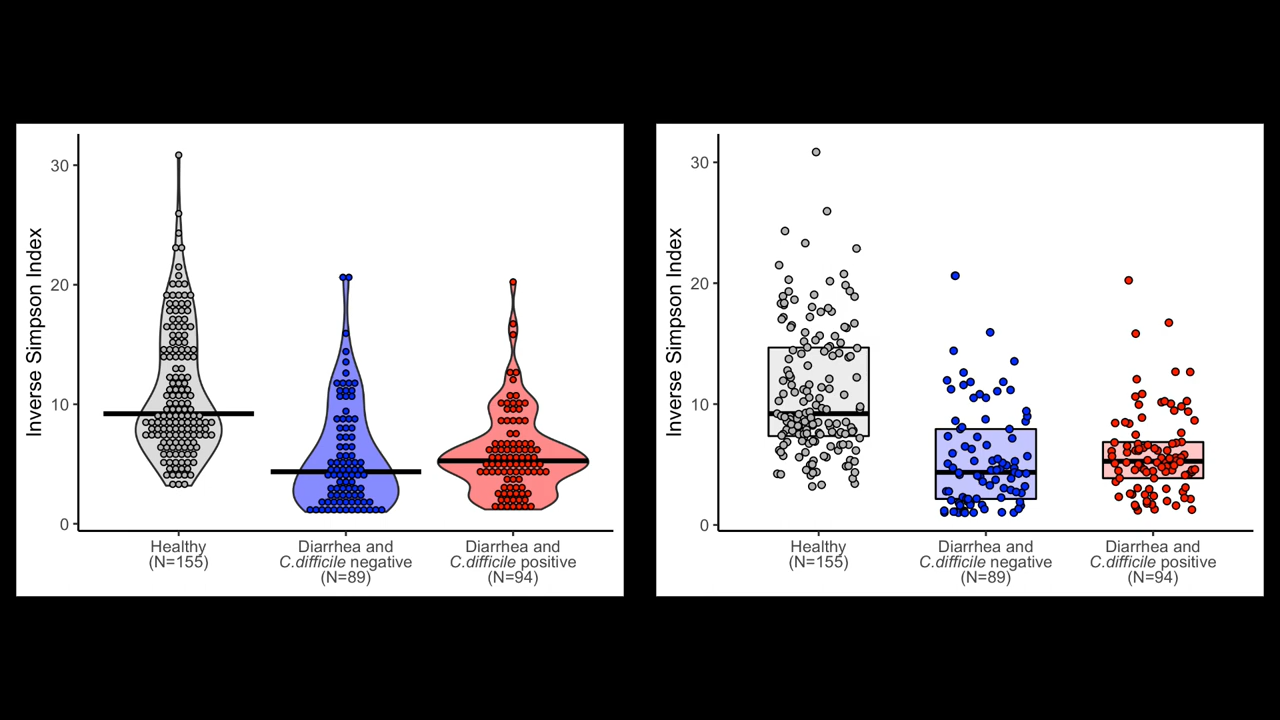 Inverse Simpson Index
30
20
10
0
Healthy
(N=155)
Diarrhea and
C.difficile negative
(N=89)
Diarrhea and
C.difficile positive
(N=94)
Inverse Simpson Index
30
20
10
0
Healthy
(N=155)
Diarrhea and
C.difficile negative
(N=89)
Diarrhea and
C.difficile positive
(N=94)